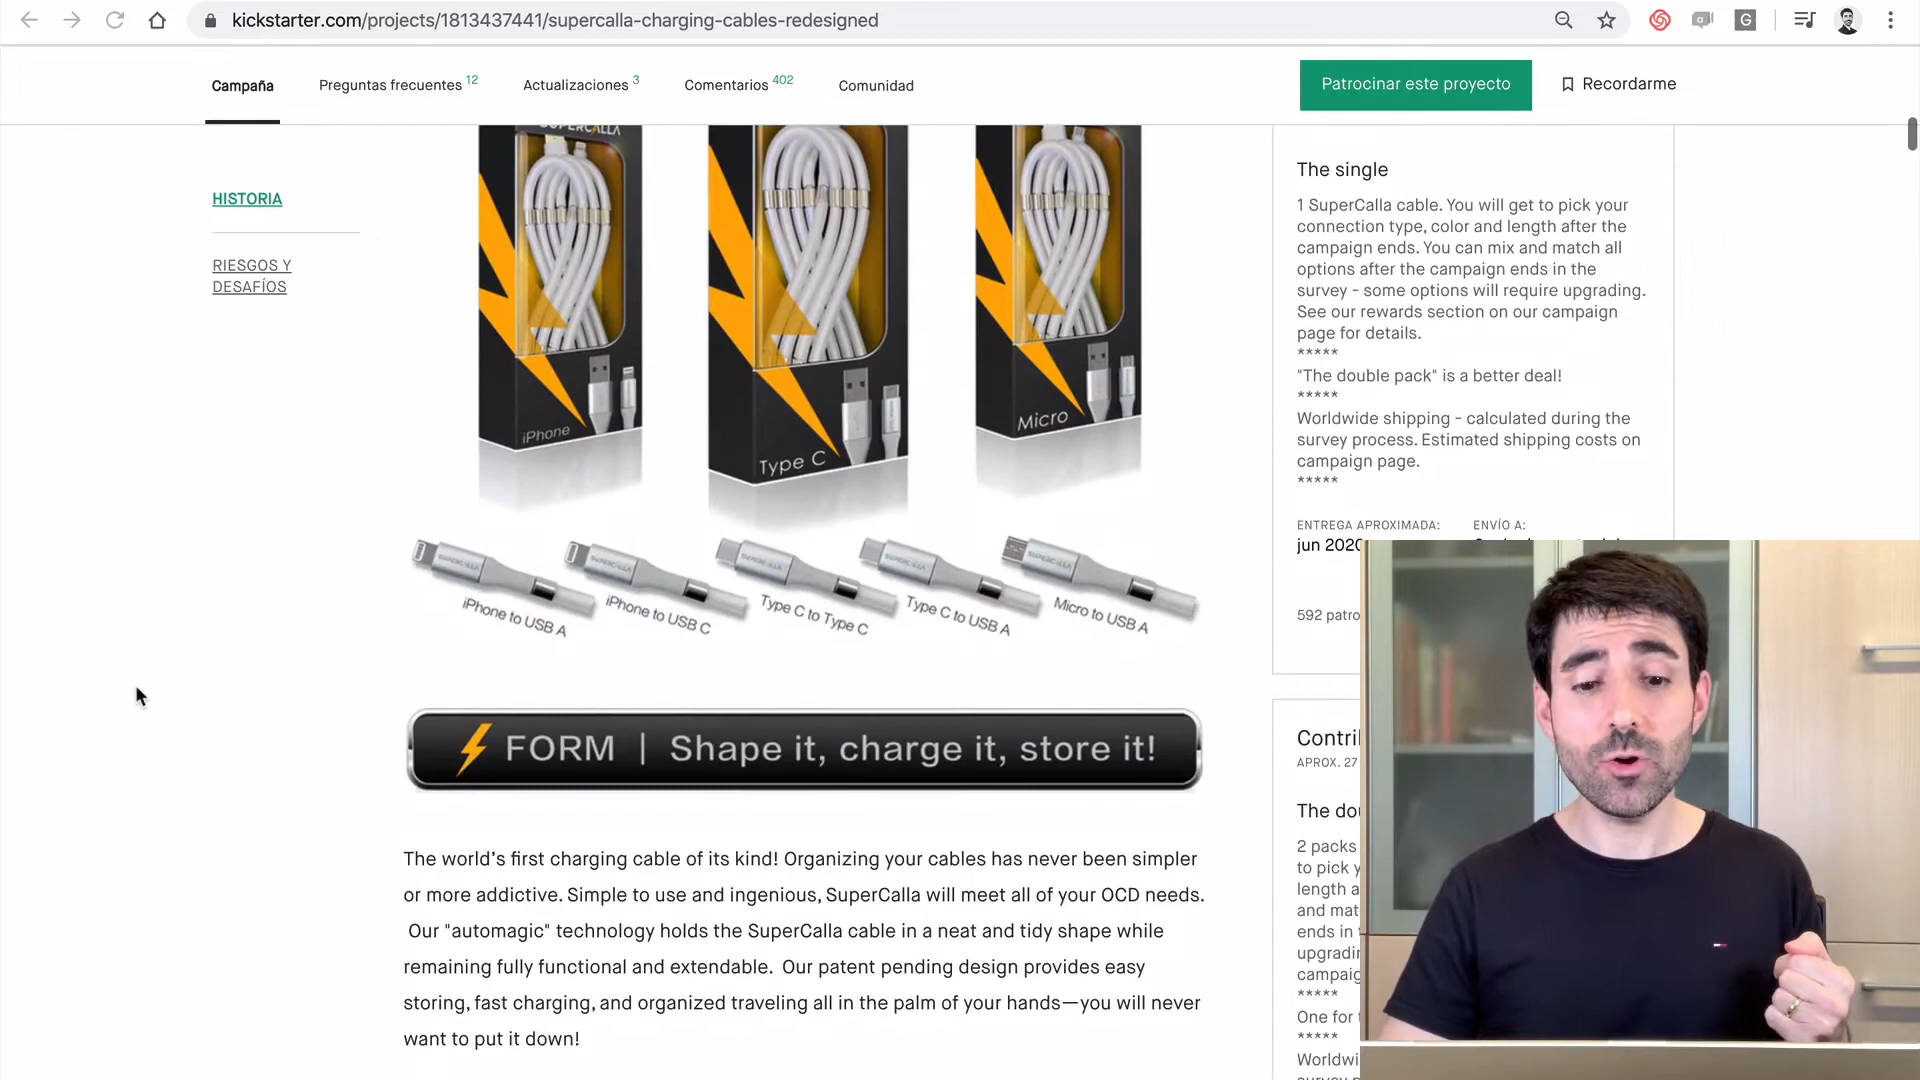 kickstarter.com/projects/1813437441/supercalla-charging-cables-redesigned
G
Campaña
Preguntas frecuentes 12
Actualizaciones 3
Comentarios 402
Comunidad
Patrocinar este proyecto
Recordarme
HISTORIA
RIESGOS Y
DESAFÍOS
SUPERCALLA
iPhone
Type C
Micro
iPhone to USB A
iPhone to USB C
Type C to Type C
Type C to USB A
Micro to USB A
FORM | Shape it, charge it, store it!
The world's first charging cable of its kind! Organizing your cables has never been simpler
or more addictive. Simple to use and ingenious, SuperCalla will meet all of your OCD needs.
Our "automagic" technology holds the SuperCalla cable in a neat and tidy shape while
remaining fully functional and extendable. Our patent pending design provides easy
storing, fast charging, and organized traveling all in the palm of your hands—you will never
want to put it down!
The single
1 SuperCalla cable. You will get to pick your
connection type, color and length after the
campaign ends. You can mix and match all
options after the campaign ends in the
survey - some options will require upgrading.
See our rewards section on our campaign
page for details.
*****
"The double pack" is a better deal!
*****
Worldwide shipping - calculated during the
survey process. Estimated shipping costs on
campaign page.
*****
ENTREGA APROXIMADA:
ENVÍO A:
jun 2020
592 patro
Contri
APROX. 27
The dou
2 packs
to pick y
length a
and mat
ends in
upgradin
campaig
*****
One for
*****
Worldwi